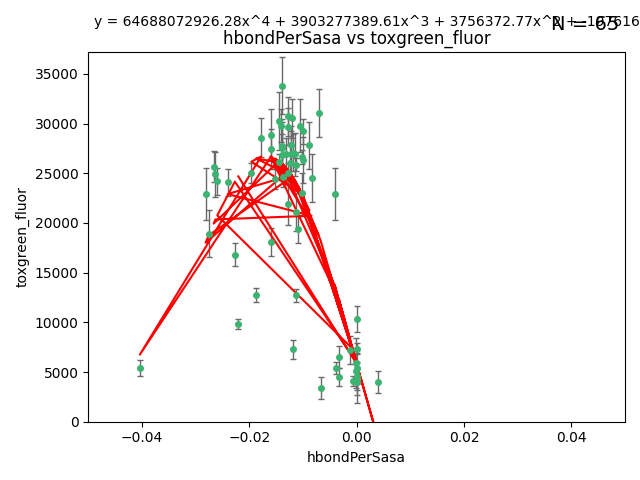 y = 64688072926.28x^4 + 3903277389.61x^3 + 3756372.77x^2 +
N = 65
hbondPerSasa vs toxgreen_fluor
toxgreen_fluor
35000
30000
25000
20000
15000
10000
5000
0
−0.04
−0.02
0.00
0.02
0.04
hbondPerSasa